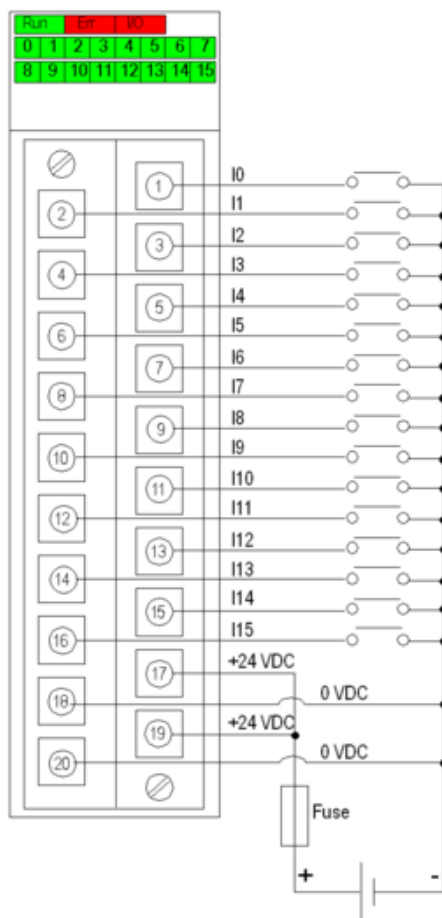 Run Err I/O
0 1 2 3 4 5 6 7
8 9 10 11 12 13 14 15
1 I0
2 I1
3 I2
4 I3
5 I4
6 I5
7 I6
8 I7
9 I8
10 I9
11 I10
12 I11
13 I12
14 I13
15 I14
16 I15
17 +24 VDC
18 0 VDC
19 +24 VDC
20 0 VDC
Fuse
+ -